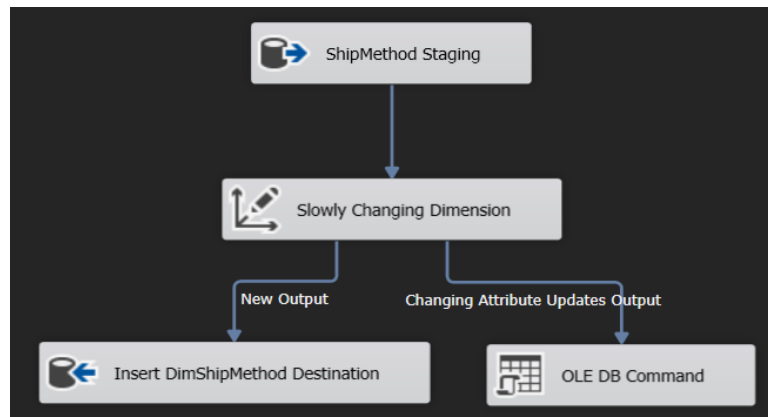 ShipMethod Staging
Slowly Changing Dimension
New Output
Changing Attribute Updates Output
Insert DimShipMethod Destination
OLE DB Command